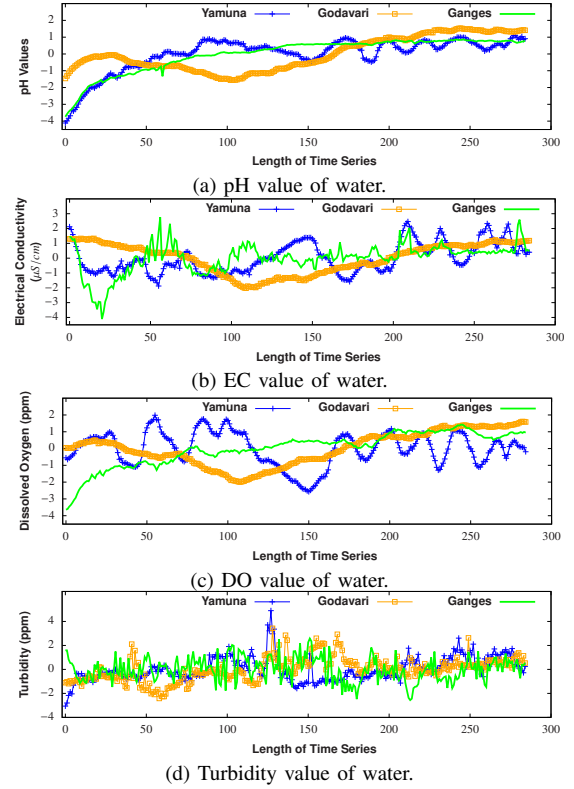 Yamuna Godavari Ganges
pH Values
2
1
0
-1
-2
-3
-4
0 50 100 150 200 250 300
Length of Time Series
(a) pH value of water.
Yamuna Godavari Ganges
Electrical Conductivity
(μS/cm)
3
2
1
0
-1
-2
-3
-4
0 50 100 150 200 250 300
Length of Time Series
(b) EC value of water.
Yamuna Godavari Ganges
Dissolved Oxygen (ppm)
2
1
0
-1
-2
-3
-4
0 50 100 150 200 250 300
Length of Time Series
(c) DO value of water.
Yamuna Godavari Ganges
Turbidity (ppm)
4
2
0
-2
-4
0 50 100 150 200 250 300
Length of Time Series
(d) Turbidity value of water.